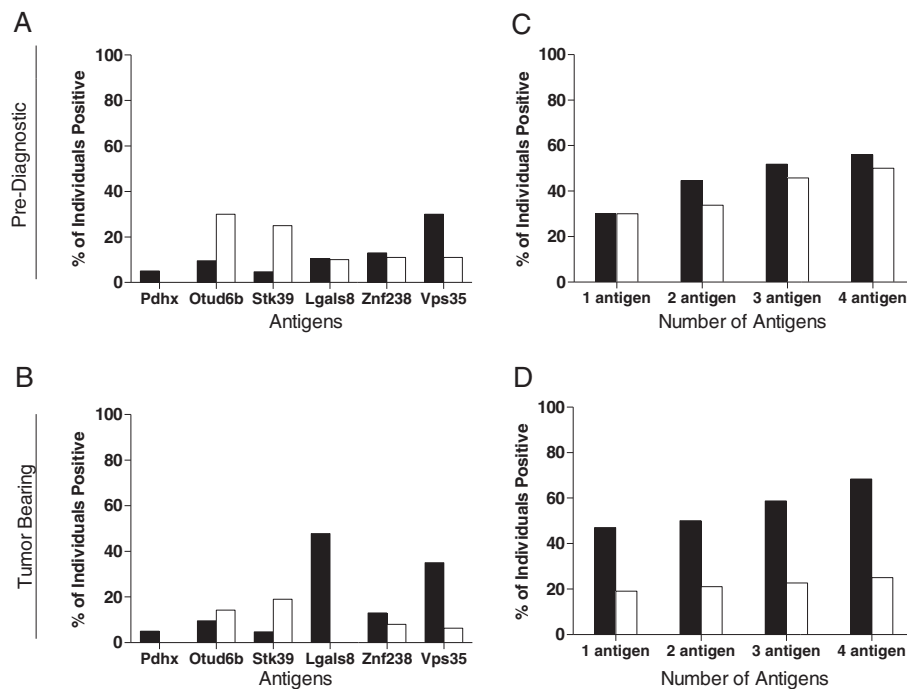 A
Pre-Diagnostic
% of Individuals Positive
100
80
60
40
20
0
Pdhx Otud6b Stk39 Lgals8 Znf238 Vps35
Antigens
C
% of Individuals Positive
100
80
60
40
20
0
1 antigen 2 antigen 3 antigen 4 antigen
Number of Antigens
B
Tumor Bearing
% of Individuals Positive
100
80
60
40
20
0
Pdhx Otud6b Stk39 Lgals8 Znf238 Vps35
Antigens
D
% of Individuals Positive
100
80
60
40
20
0
1 antigen 2 antigen 3 antigen 4 antigen
Number of Antigens